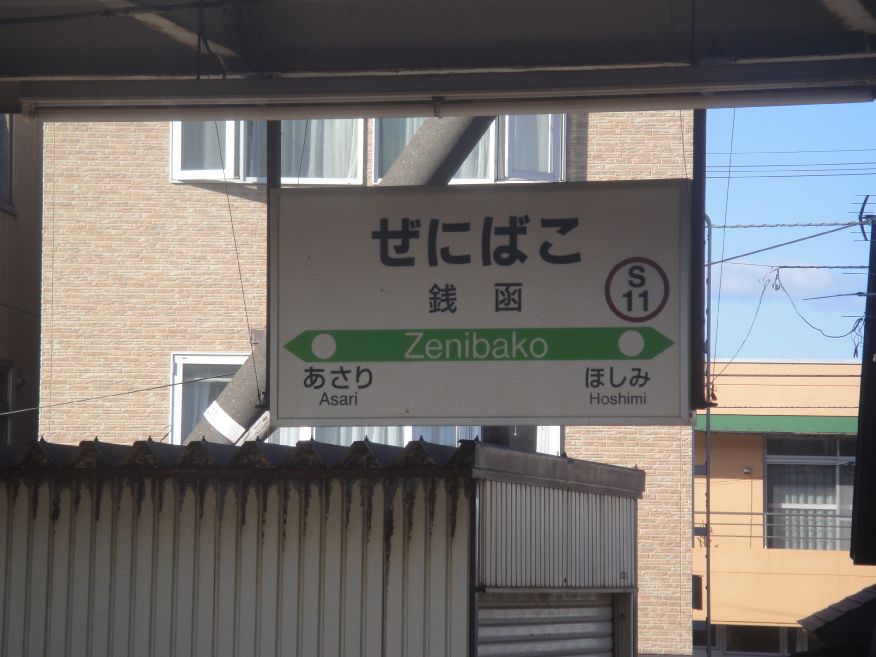 ぜにばこ
銭函
S
11
Zenibako
あさり
Asari
ほしみ
Hoshimi